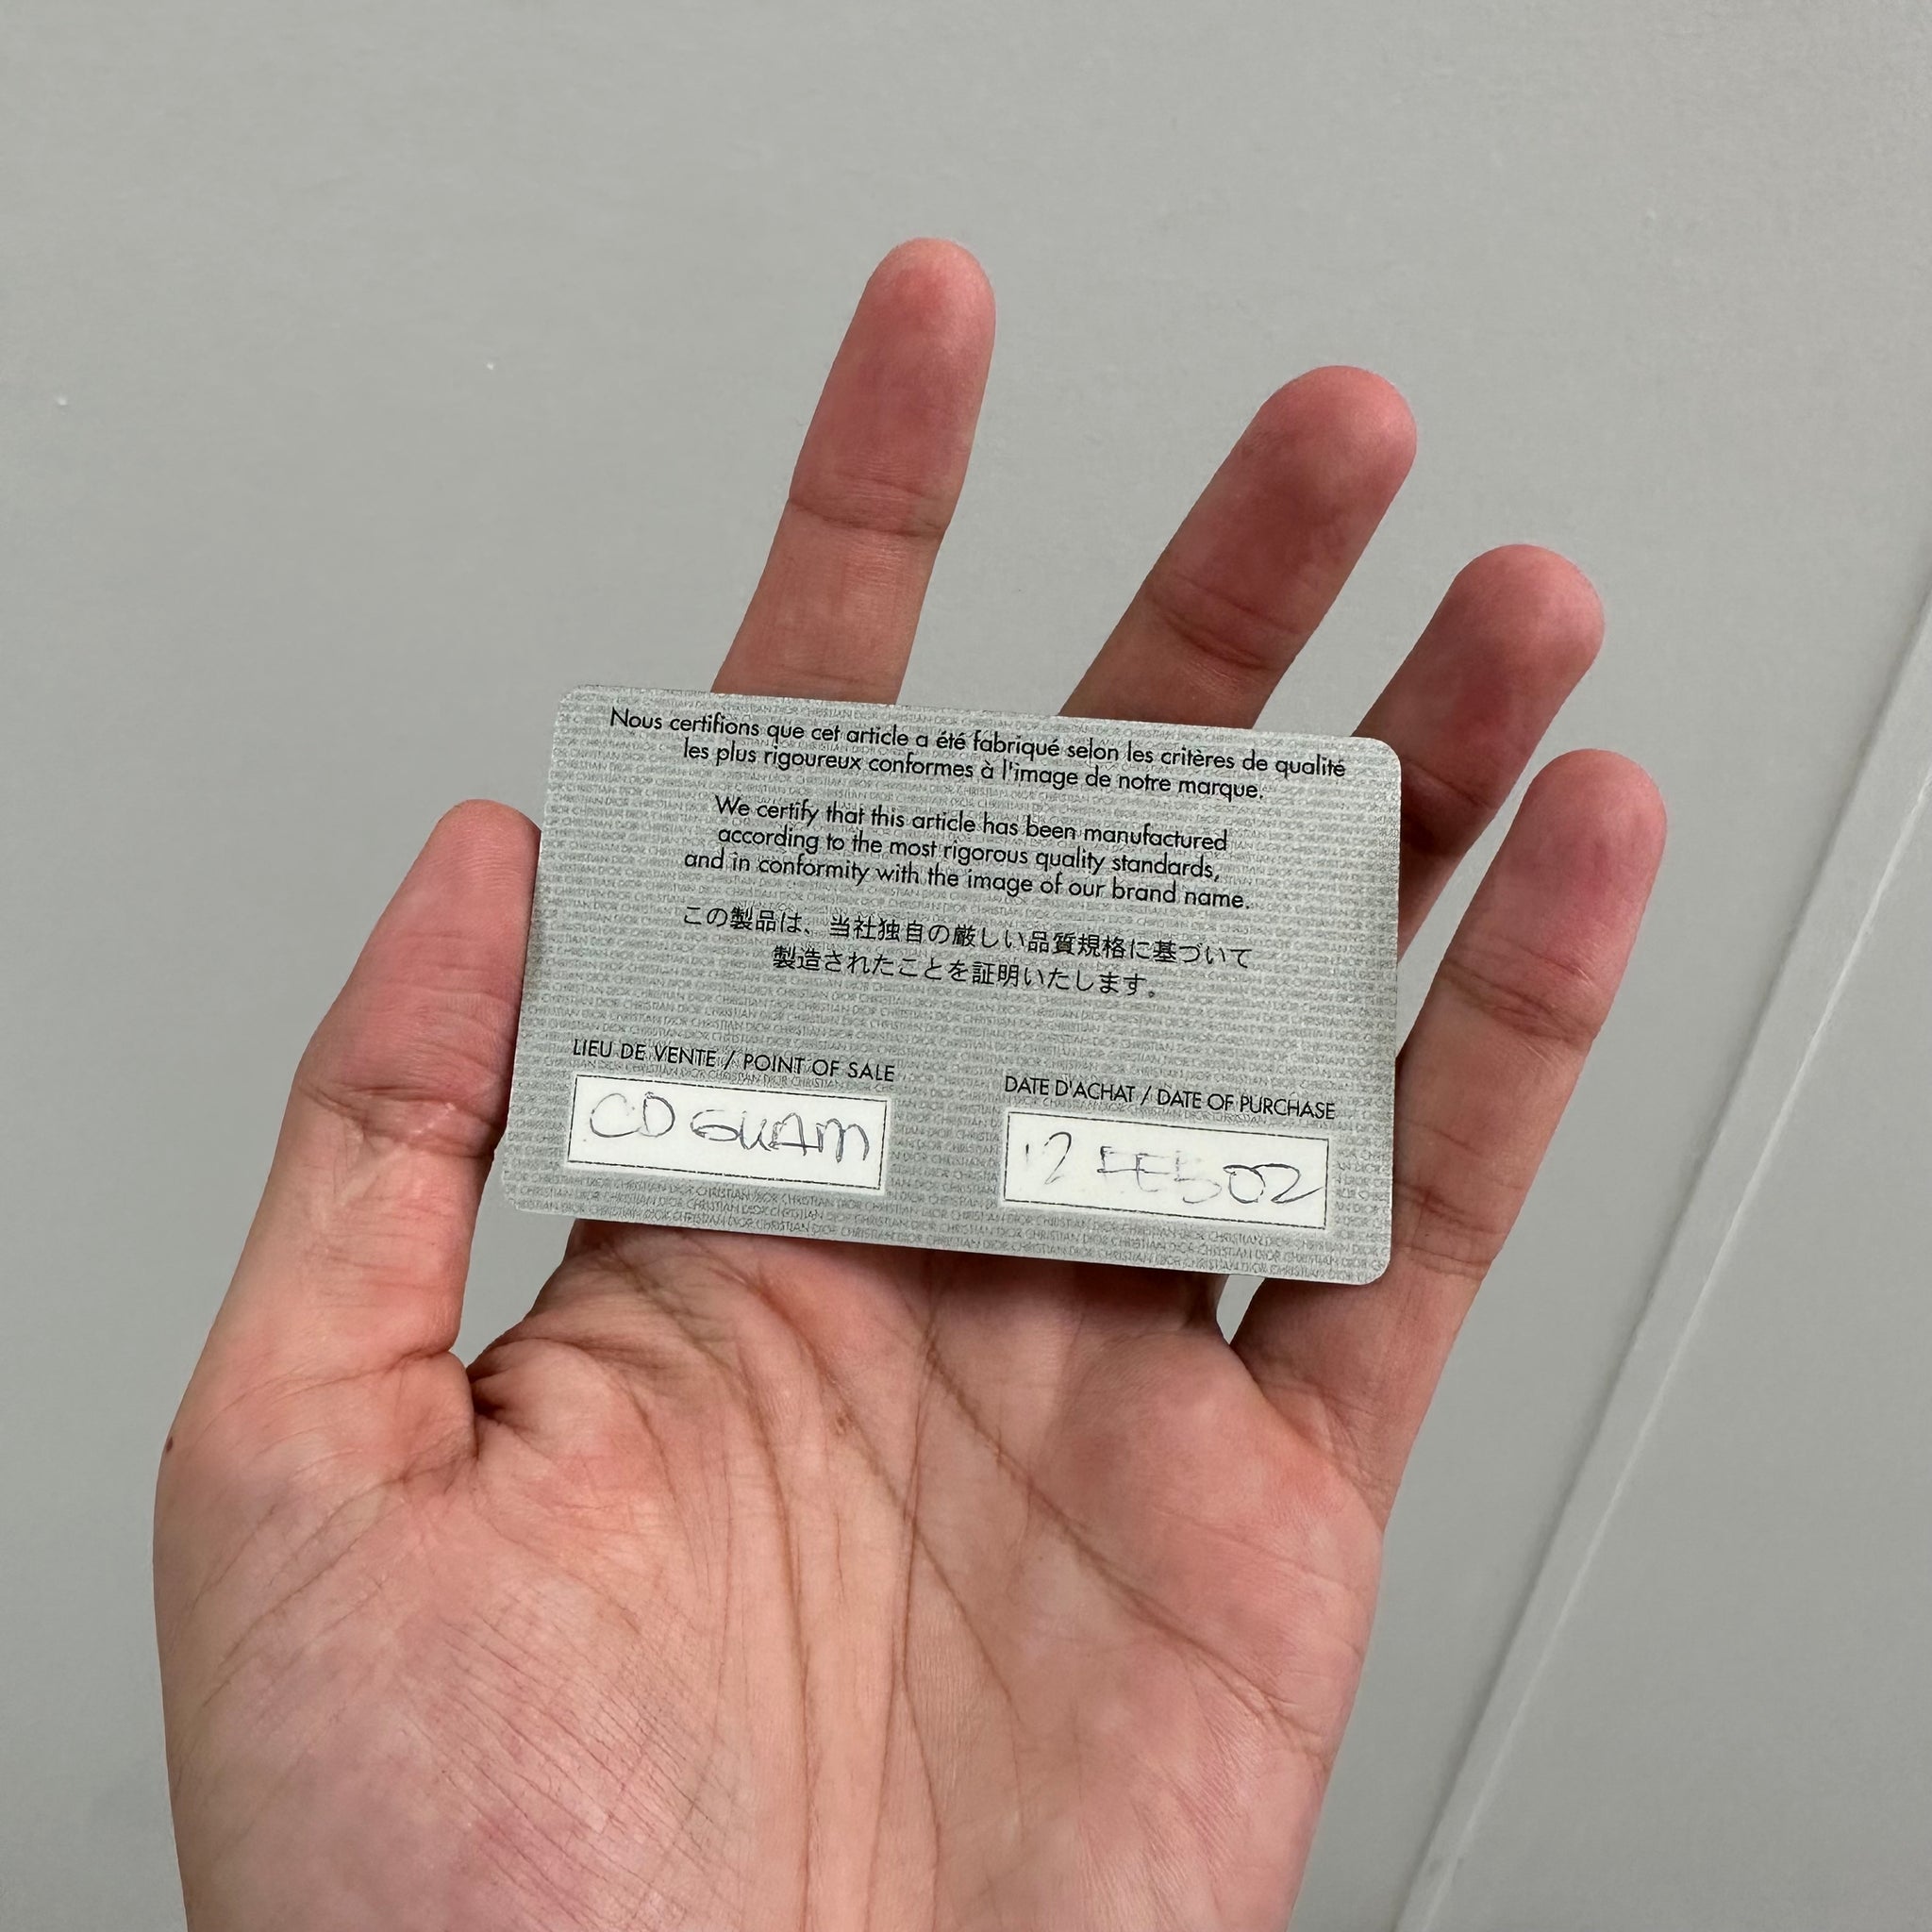 Nous certifions que cet article a été fabriqué selon les critères de qualité
les plus rigoureux conformes à l'image de notre marque.
We certify that this article has been manufactured
according to the most rigorous quality standards,
and in conformity with the image of our brand name.
この製品は、当社独自の厳しい品質規格に基づいて
製造されたことを証明いたします。
LIEU DE VENTE / POINT OF SALE
CD GUAM
DATE D'ACHAT / DATE OF PURCHASE
12 FEB 02